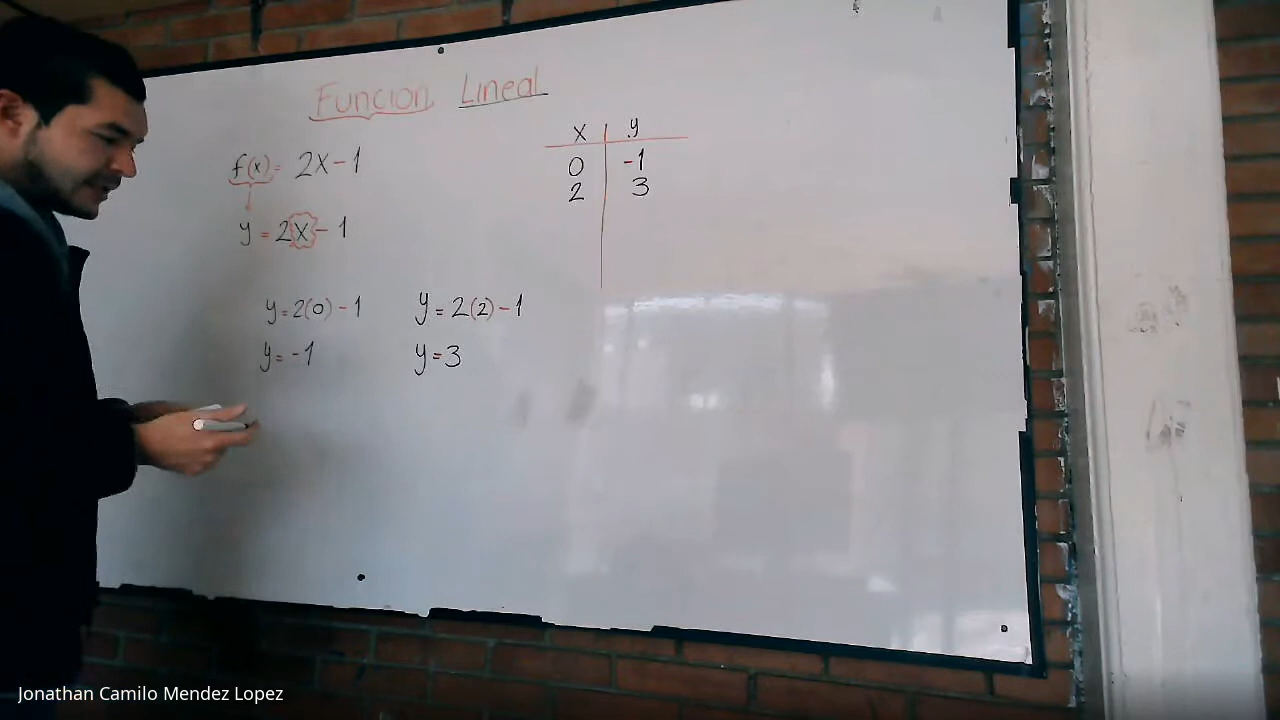 Funcion Lineal
f(x) = 2x-1
y = 2x - 1
y = 2(0) - 1
y = -1
y = 2(2) - 1
y = 3
x y
0 -1
2 3
Jonathan Camilo Mendez Lopez